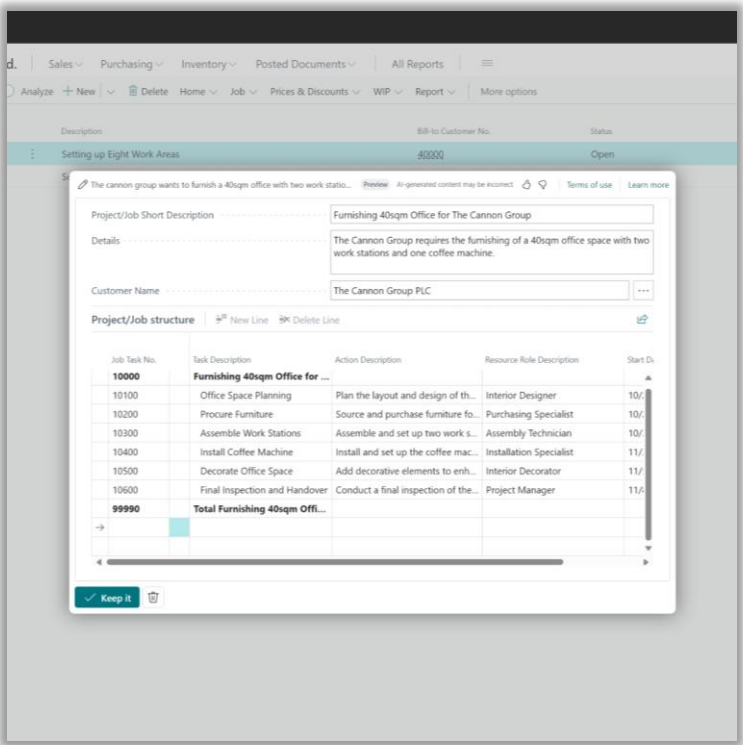 d. Sales Purchasing Inventory Posted Documents All Reports
Analyze + New Delete Home Job Prices & Discounts WIP Report More options
Description Bill-to Customer No. Status
Setting up Eight Work Areas 40000 Open
The cannon group wants to furnish a 40sqm office with two work statio... Preview AI-generated content may be incorrect Terms of use Learn more
Project/Job Short Description Furnishing 40sqm Office for The Cannon Group
Details The Cannon Group requires the furnishing of a 40sqm office space with two
work stations and one coffee machine.
Customer Name The Cannon Group PLC ...
Project/Job structure New Line Delete Line
Job Task No. Task Description Action Description Resource Role Description Start D
10000 Furnishing 40sqm Office for ...
10100 Office Space Planning Plan the layout and design of th... Interior Designer 10/
10200 Procure Furniture Source and purchase furniture fo... Purchasing Specialist 10/
10300 Assemble Work Stations Assemble and set up two work s... Assembly Technician 10/
10400 Install Coffee Machine Install and set up the coffee mac... Installation Specialist 11/
10500 Decorate Office Space Add decorative elements to enh... Interior Decorator 11/
10600 Final Inspection and Handover Conduct a final inspection of the... Project Manager 11/
99990 Total Furnishing 40sqm Offi...
Keep it